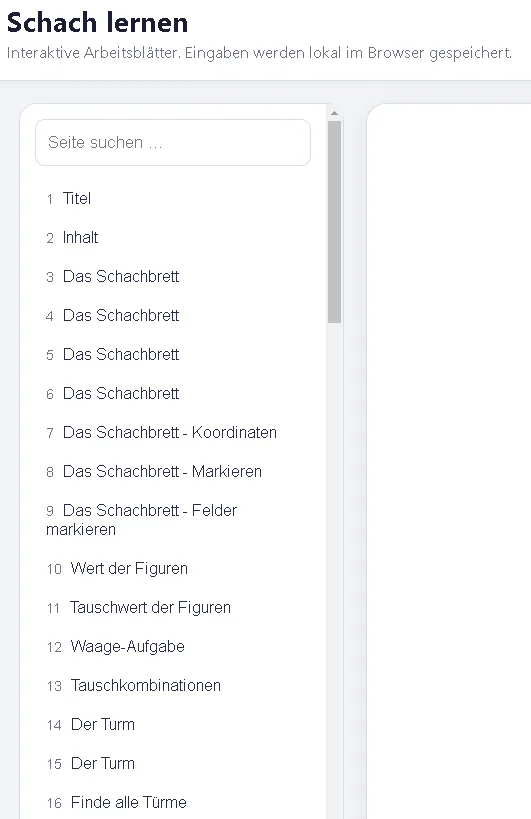 Schach lernen
Interaktive Arbeitsblätter. Eingaben werden lokal im Browser gespeichert.
Seite suchen ...
1 Titel
2 Inhalt
3 Das Schachbrett
4 Das Schachbrett
5 Das Schachbrett
6 Das Schachbrett
7 Das Schachbrett - Koordinaten
8 Das Schachbrett - Markieren
9 Das Schachbrett - Felder
markieren
10 Wert der Figuren
11 Tauschwert der Figuren
12 Waage-Aufgabe
13 Tauschkombinationen
14 Der Turm
15 Der Turm
16 Finde alle Türme